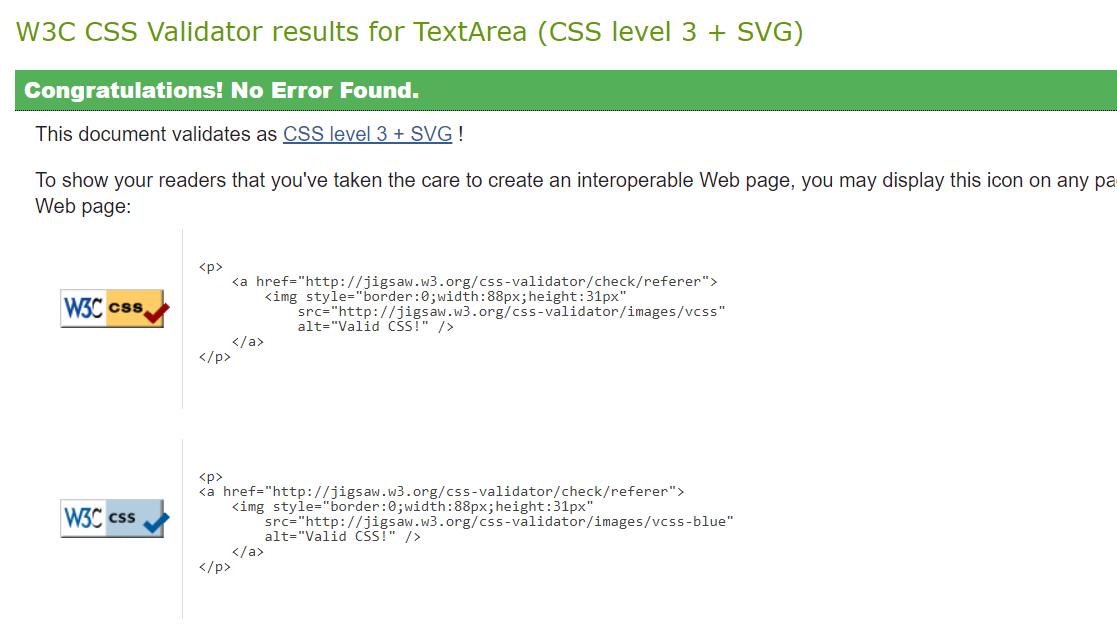 W3C CSS Validator results for TextArea (CSS level 3 + SVG)
Congratulations! No Error Found.
This document validates as CSS level 3 + SVG !
To show your readers that you've taken the care to create an interoperable Web page, you may display this icon on any
Web page:
W3C css
<p>
<a href="http://jigsaw.w3.org/css-validator/check/referer">
<img style="border:0;width:88px;height:31px"
src="http://jigsaw.w3.org/css-validator/images/vcss"
alt="Valid CSS!" />
</a>
</p>
W3C css
<p>
<a href="http://jigsaw.w3.org/css-validator/check/referer">
<img style="border:0;width:88px;height:31px"
src="http://jigsaw.w3.org/css-validator/images/vcss-blue"
alt="Valid CSS!" />
</a>
</p>